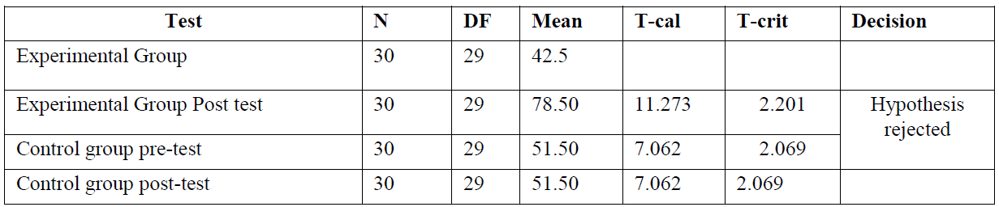 Test N DF Mean T-cal T-crit Decision
Experimental Group 30 29 42.5
Experimental Group Post test 30 29 78.50 11.273 2.201 Hypothesis
rejected
Control group pre-test 30 29 51.50 7.062 2.069
Control group post-test 30 29 51.50 7.062 2.069